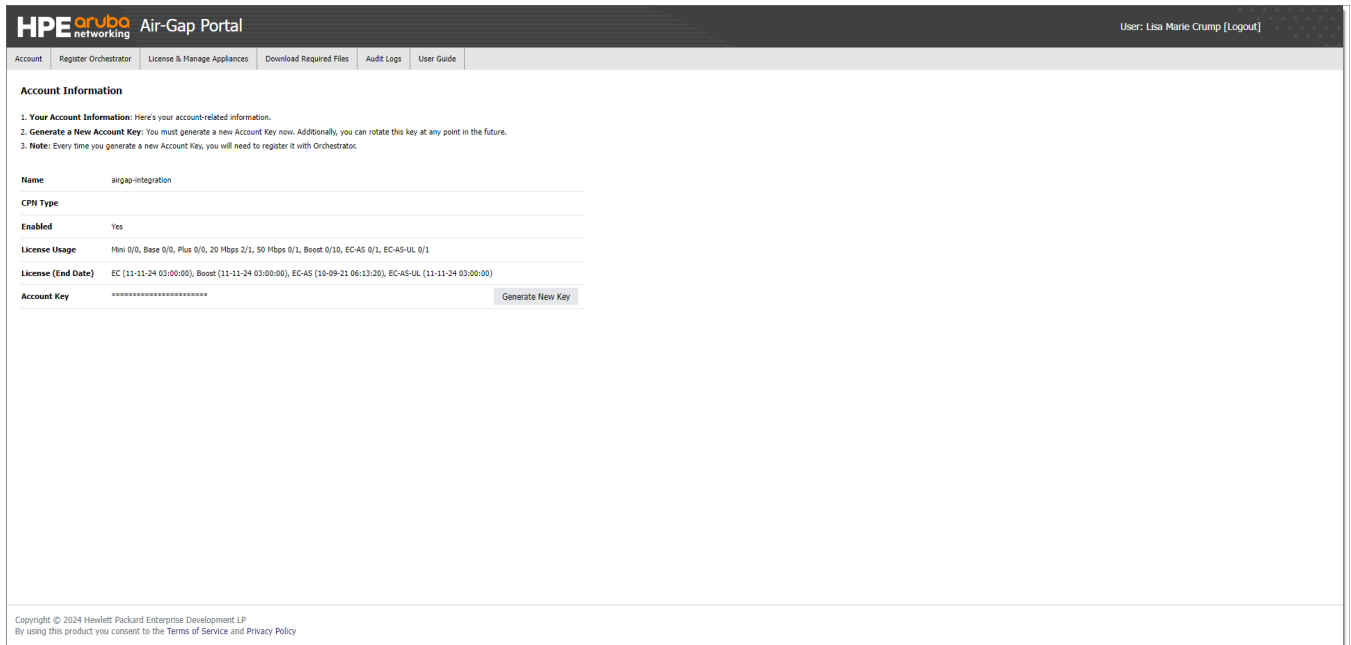 HPE aruba networking Air-Gap Portal User: Lisa Marie Crump [Logout]
Account Register Orchestrator License & Manage Appliances Download Required Files Audit Logs User Guide
Account Information
1. Your Account Information: Here's your account-related information.
2. Generate a New Account Key: You must generate a new Account Key now. Additionally, you can rotate this key at any point in the future.
3. Note: Every time you generate a new Account Key, you will need to register it with Orchestrator.
Name airgap-integration
CPN Type
Enabled Yes
License Usage Mini 0/0, Base 0/0, Plus 0/0, 20 Mbps 2/1, 50 Mbps 0/1, Boost 0/10, EC-AS 0/1, EC-AS-UL 0/1
License (End Date) EC (11-11-24 03:00:00), Boost (11-11-24 03:00:00), EC-AS (10-09-21 06:13:20), EC-AS-UL (11-11-24 03:00:00)
Account Key *********************** Generate New Key
Copyright © 2024 Hewlett Packard Enterprise Development LP
By using this product you consent to the Terms of Service and Privacy Policy